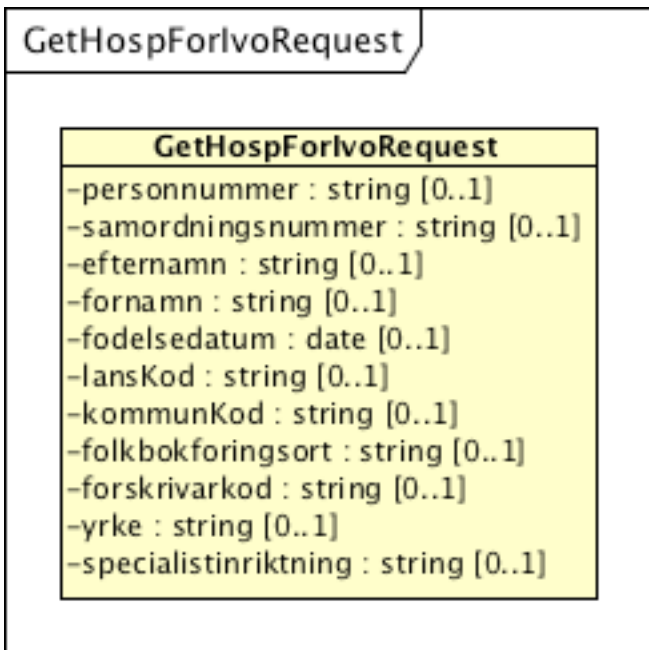 GetHospForIvoRequest
GetHospForIvoRequest
-personnummer : string [0..1]
-samordningsnummer : string [0..1]
-efternamn : string [0..1]
-fornamn : string [0..1]
-fodelsedatum : date [0..1]
-lansKod : string [0..1]
-kommunKod : string [0..1]
-folkbokforingsort : string [0..1]
-forskrivarkod : string [0..1]
-yrke : string [0..1]
-specialistinriktning : string [0..1]